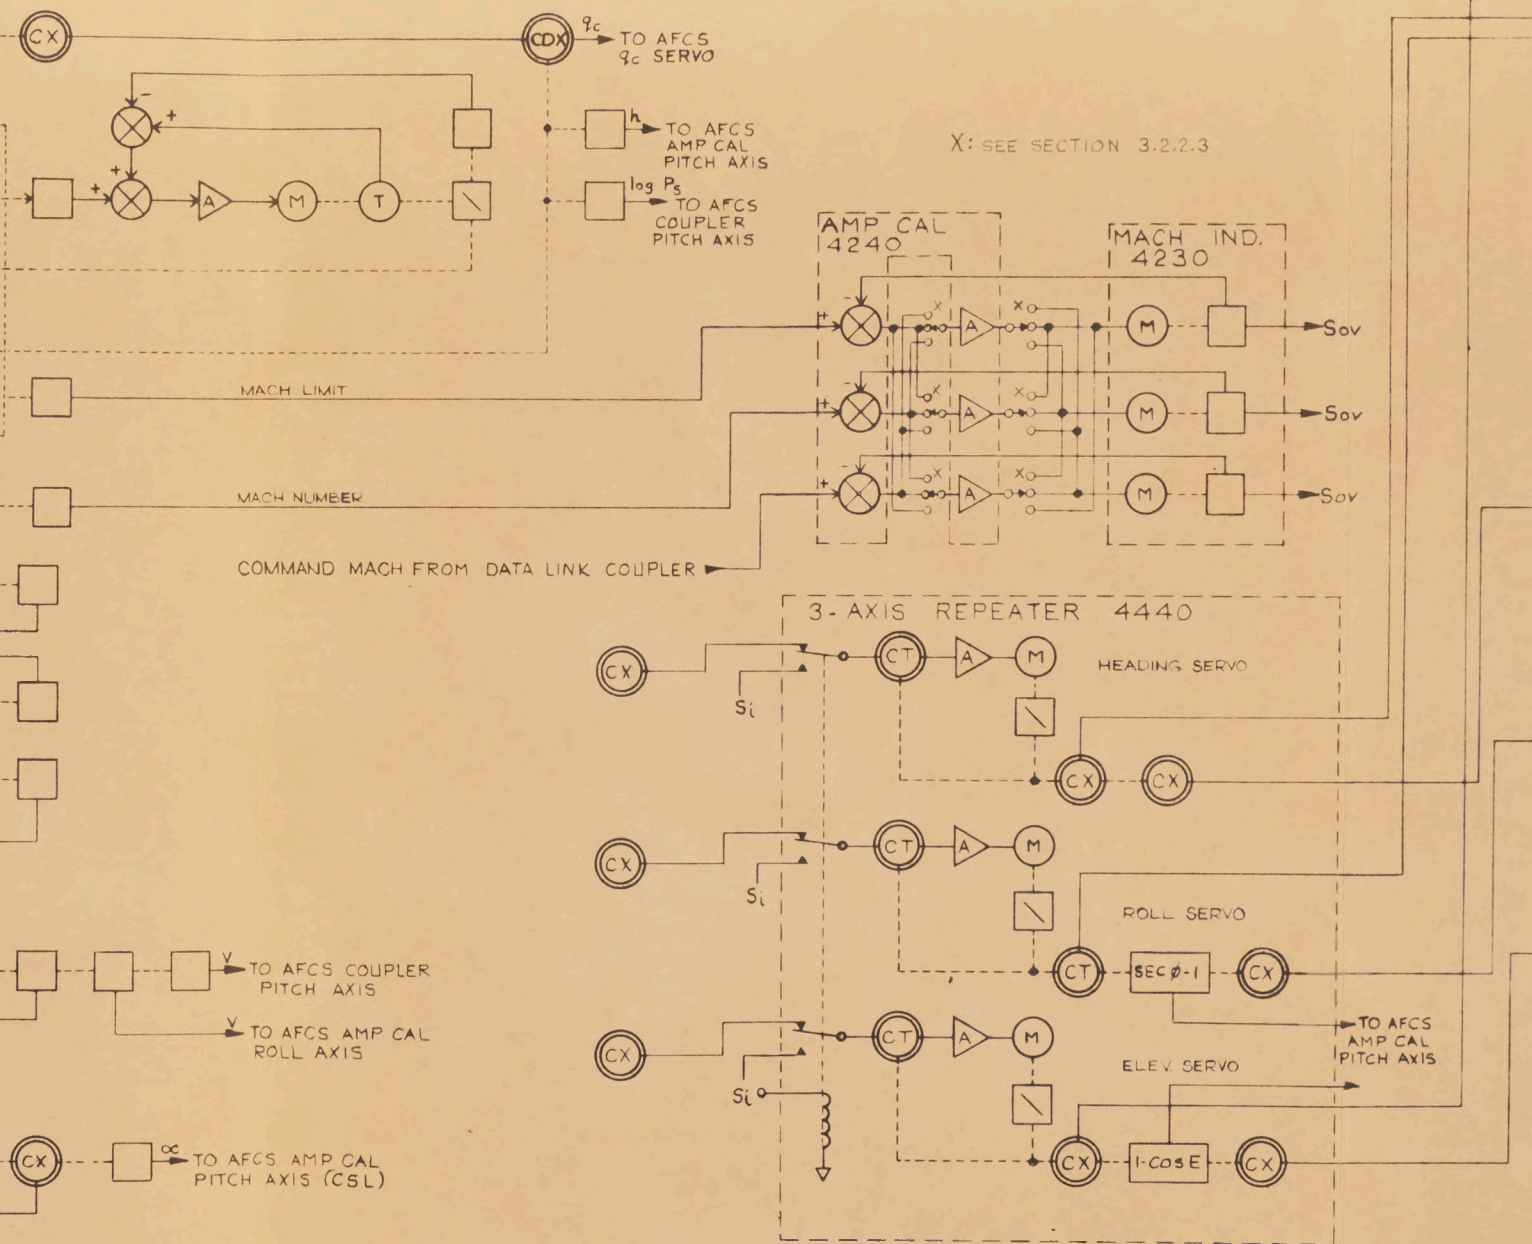 CX
CDX
qc
TO AFCS
qc SERVO
-
+
h
TO AFCS
AMP CAL
PITCH AXIS
X: SEE SECTION 3.2.2.3
+
+
A
M
T
log Ps
TO AFCS
COUPLER
PITCH AXIS
AMP CAL
4240
MACH IND.
4230
-
+
X
A
X
M
Sov
MACH LIMIT
-
+
X
A
X
M
Sov
MACH NUMBER
-
+
X
A
X
M
Sov
COMMAND MACH FROM DATA LINK COUPLER
3-AXIS REPEATER 4440
CX
CT
A
M
HEADING SERVO
Si
CX
CX
CX
CT
A
M
Si
ROLL SERVO
CT
SECØ-1
CX
V
TO AFCS COUPLER
PITCH AXIS
V
TO AFCS AMP CAL
ROLL AXIS
TO AFCS
AMP CAL
PITCH AXIS
CX
CT
A
M
ELEV. SERVO
Si
CX
∝
TO AFCS AMP CAL
PITCH AXIS (CSL)
CX
1-COSE
CX